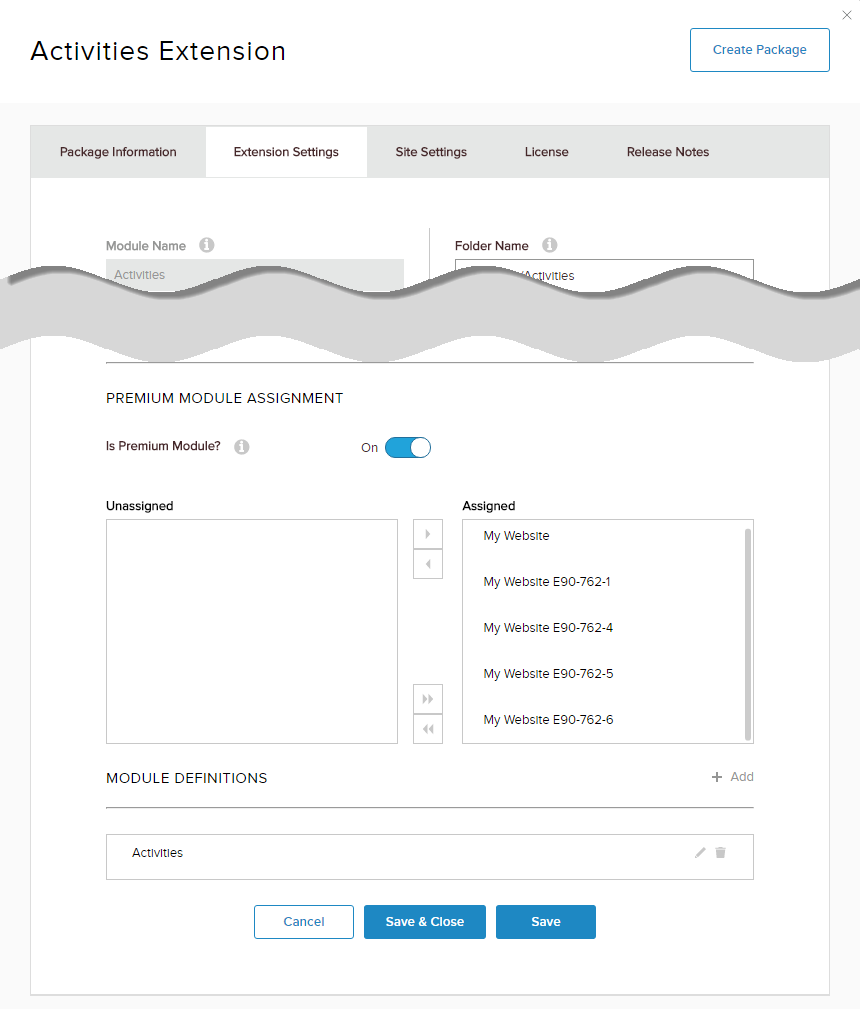 Activities Extension
Create Package
Package Information
Extension Settings
Site Settings
License
Release Notes
Module Name
Folder Name
Activities
/Activities
PREMIUM MODULE ASSIGNMENT
Is Premium Module?
On
Unassigned
Assigned
My Website
My Website E90-762-1
My Website E90-762-4
My Website E90-762-5
My Website E90-762-6
MODULE DEFINITIONS
+ Add
Activities
Cancel
Save & Close
Save